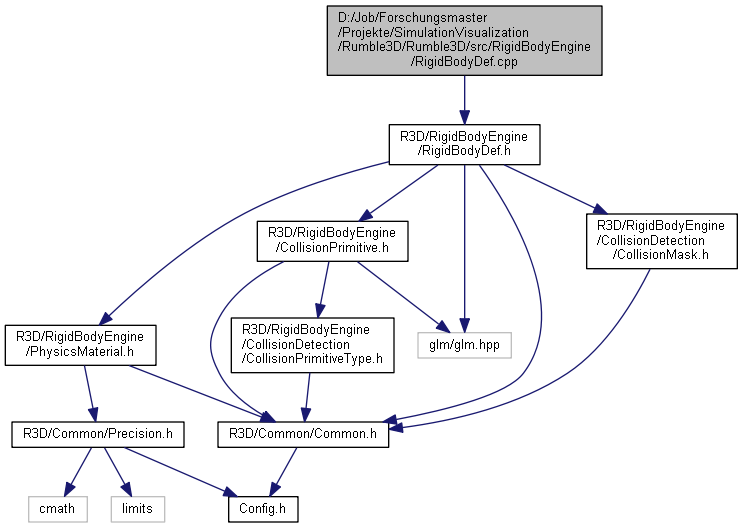 D:/Job/Forschungsmaster
/Projekte/SimulationVisualization
/Rumble3D/Rumble3D/src/RigidBodyEngine
/RigidBodyDef.cpp
R3D/RigidBodyEngine
/RigidBodyDef.h
R3D/RigidBodyEngine
/CollisionPrimitive.h
R3D/RigidBodyEngine
/CollisionDetection
/CollisionMask.h
R3D/RigidBodyEngine
/PhysicsMaterial.h
R3D/RigidBodyEngine
/CollisionDetection
/CollisionPrimitiveType.h
glm/glm.hpp
R3D/Common/Precision.h
R3D/Common/Common.h
cmath
limits
Config.h